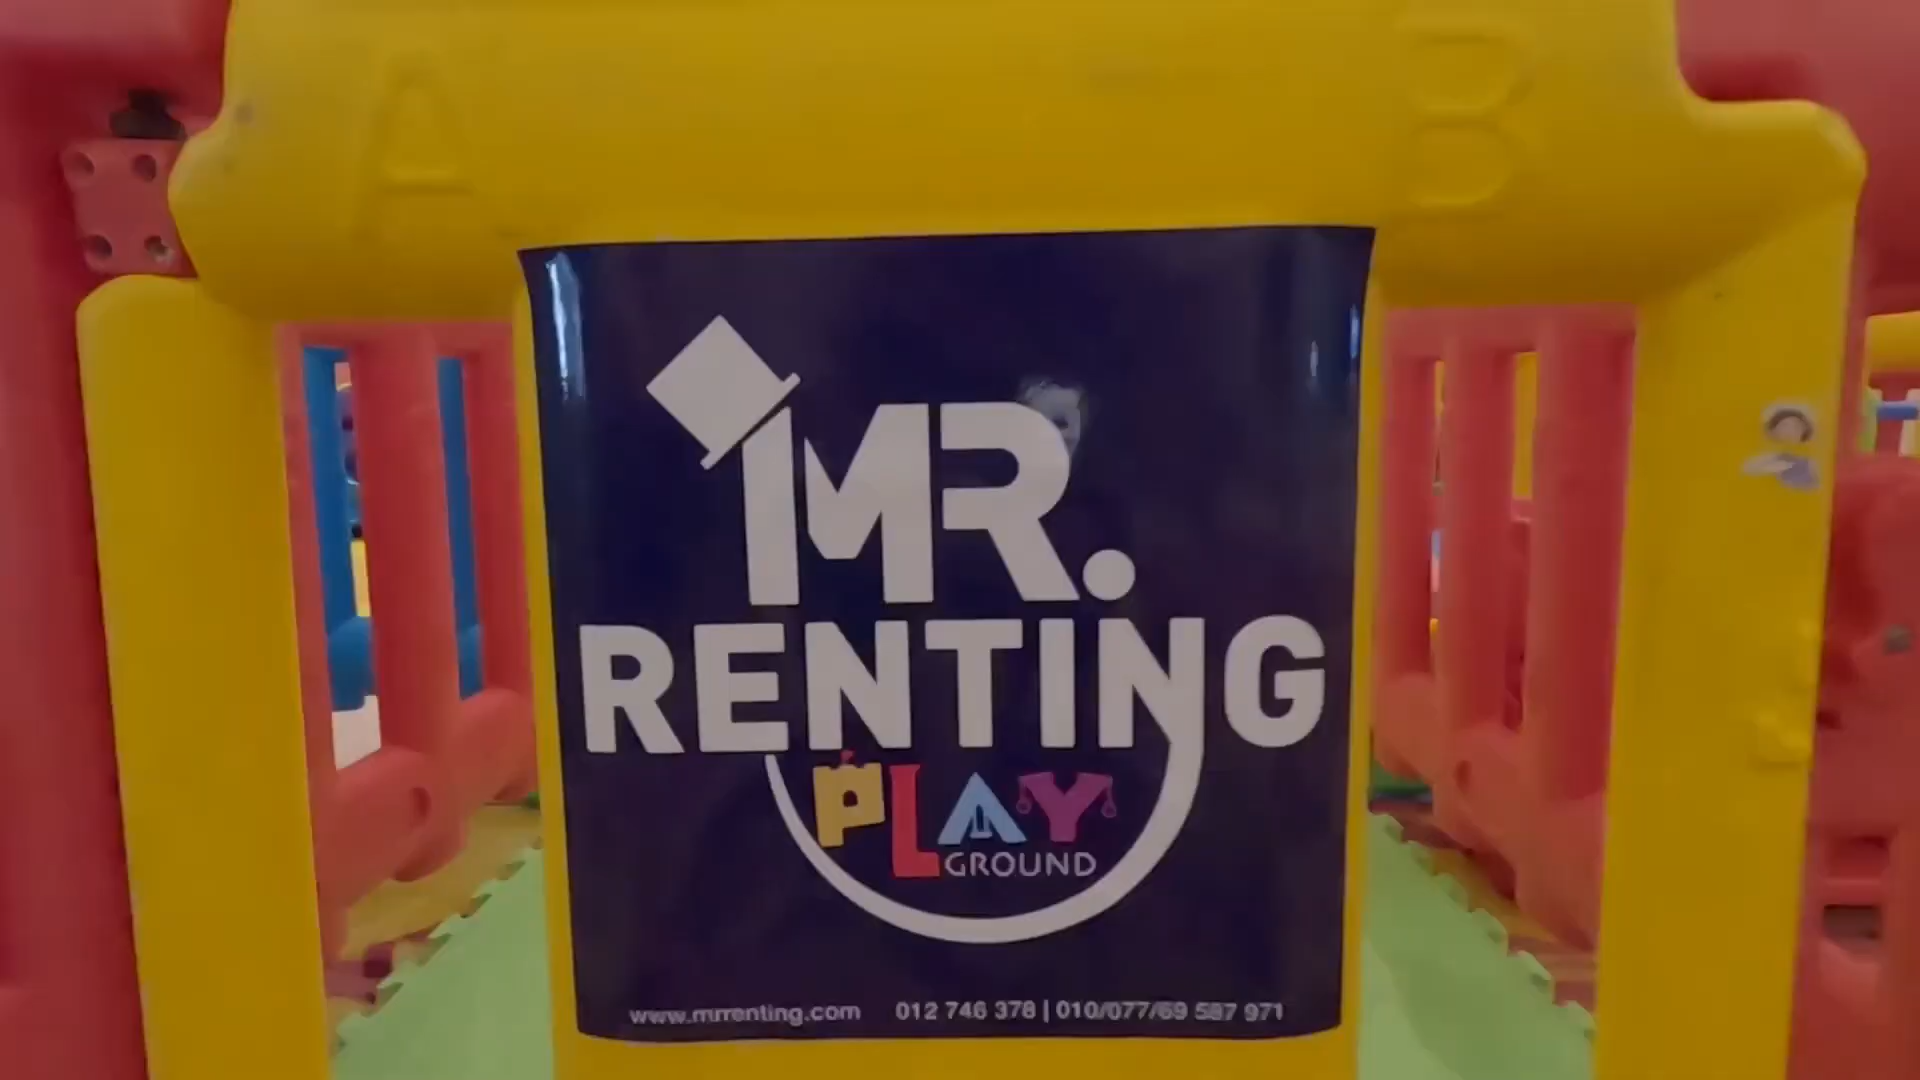 A B
MR.
RENTING
PLAY
GROUND
www.mrrenting.com 012 746 378 | 010/077/69 587 971